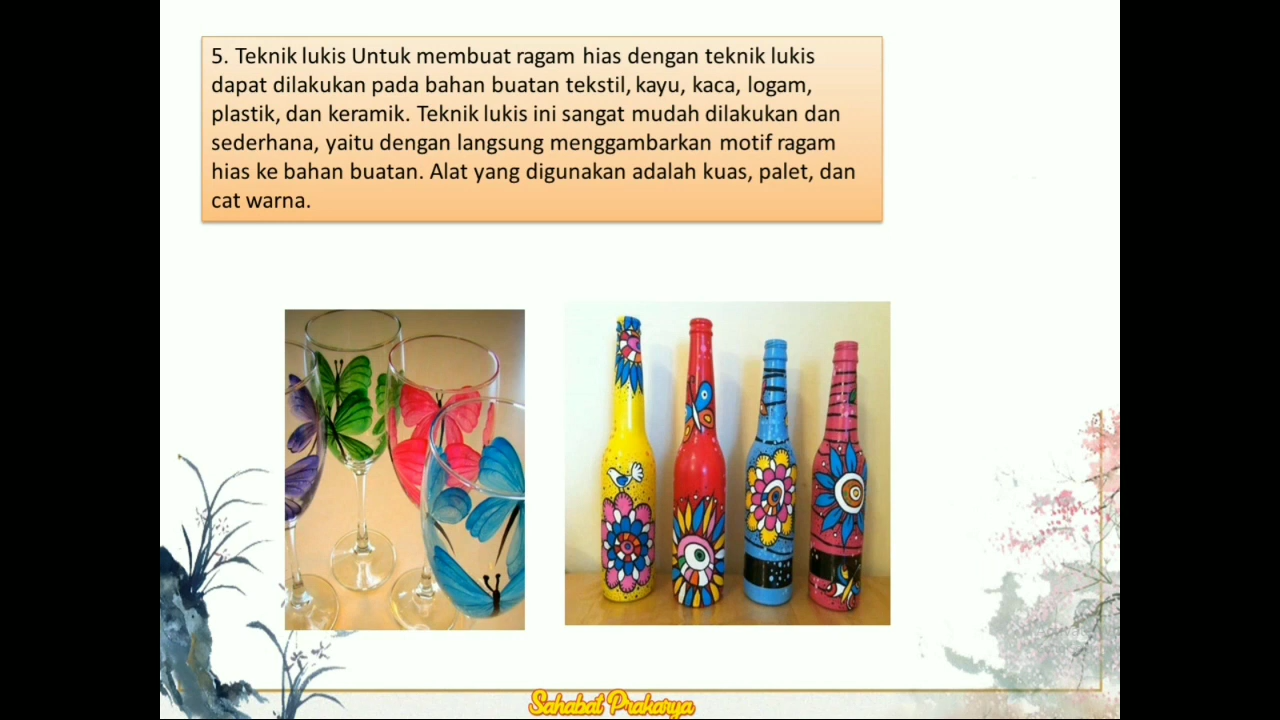 5. Teknik lukis Untuk membuat ragam hias dengan teknik lukis
dapat dilakukan pada bahan buatan tekstil, kayu, kaca, logam,
plastik, dan keramik. Teknik lukis ini sangat mudah dilakukan dan
sederhana, yaitu dengan langsung menggambarkan motif ragam
hias ke bahan buatan. Alat yang digunakan adalah kuas, palet, dan
cat warna.
Sahabat Prakarya